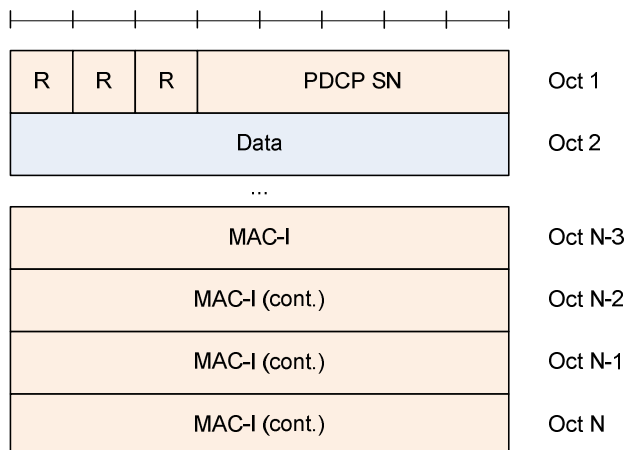 R R R PDCP SN Oct 1
Data Oct 2
...
MAC-I Oct N-3
MAC-I (cont.) Oct N-2
MAC-I (cont.) Oct N-1
MAC-I (cont.) Oct N